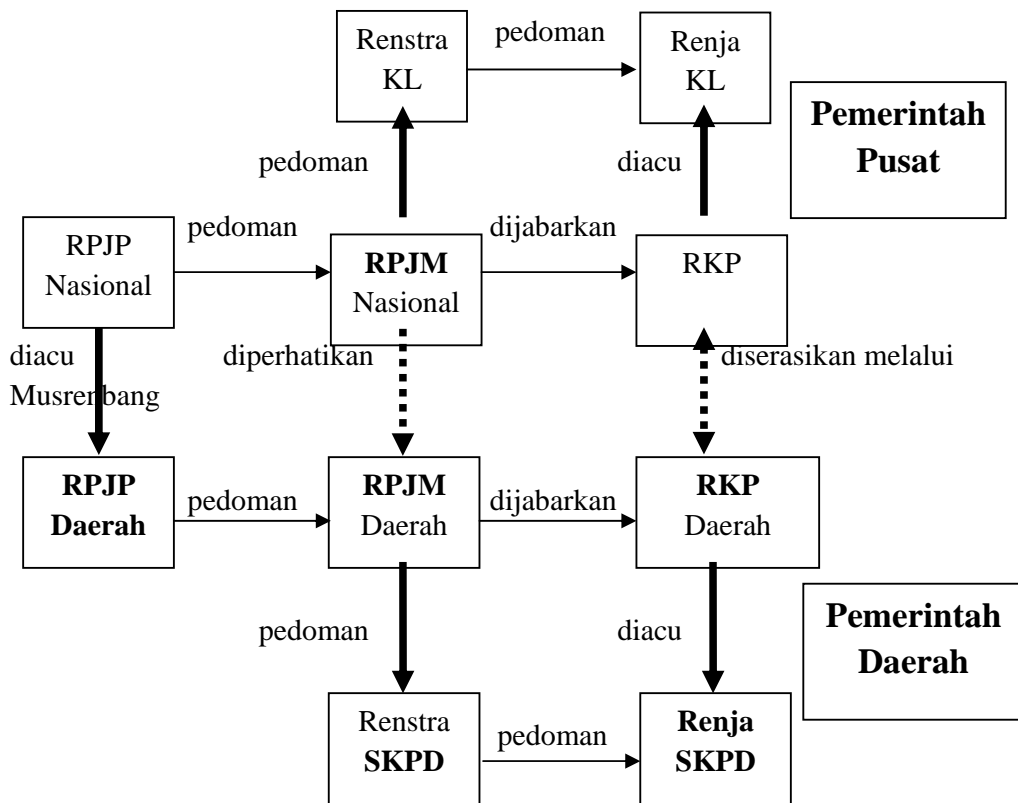 Renstra
KL
pedoman
Renja
KL
Pemerintah
Pusat
pedoman
diacu
RPJP
Nasional
pedoman
RPJM
Nasional
dijabarkan
RKP
diacu
Musrenbang
diperhatikan
diserasikan melalui
RPJP
Daerah
pedoman
RPJM
Daerah
dijabarkan
RKP
Daerah
pedoman
diacu
Pemerintah
Daerah
Renstra
SKPD
pedoman
Renja
SKPD